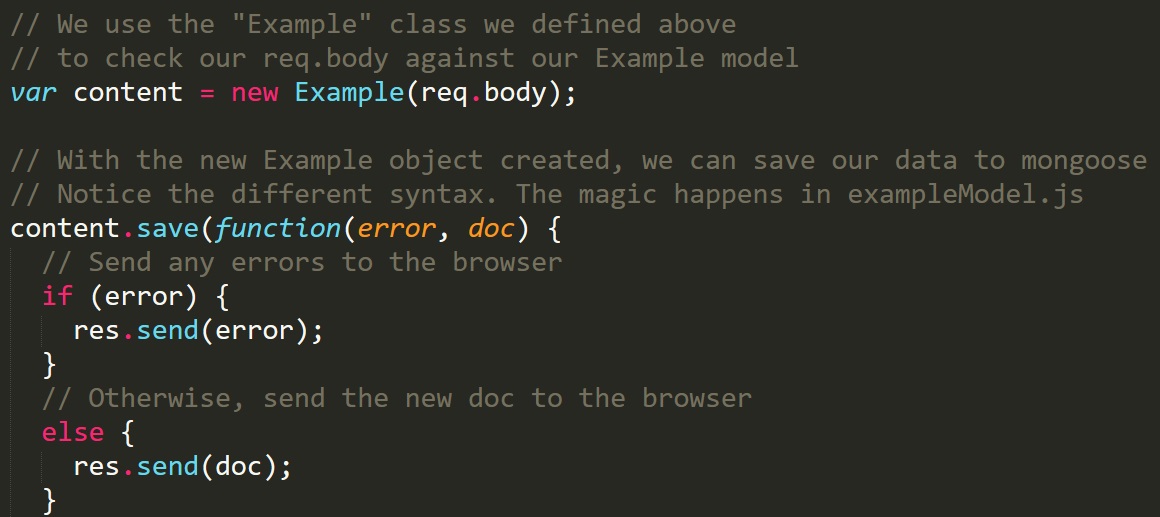 // We use the "Example" class we defined above
// to check our req.body against our Example model
var content = new Example(req.body);

// With the new Example object created, we can save our data to mongoose
// Notice the different syntax. The magic happens in exampleModel.js
content.save(function(error, doc) {
  // Send any errors to the browser
  if (error) {
    res.send(error);
  }
  // Otherwise, send the new doc to the browser
  else {
    res.send(doc);
  }